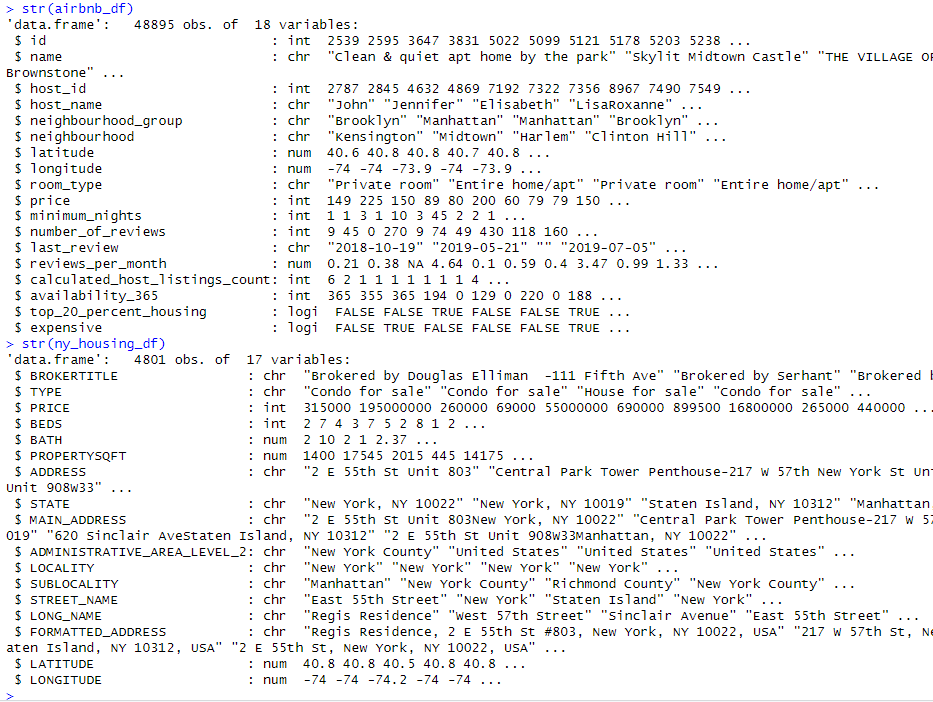 > str(airbnb_df)
'data.frame':   48895 obs. of  18 variables:
 $ id                            : int  2539 2595 3647 3831 5022 5099 5121 5178 5203 5238 ...
 $ name                          : chr  "Clean & quiet apt home by the park" "Skylit Midtown Castle" "THE VILLAGE OF
Brownstone" ...
 $ host_id                       : int  2787 2845 4632 4869 7192 7322 7356 8967 7490 7549 ...
 $ host_name                     : chr  "John" "Jennifer" "Elisabeth" "LisaRoxanne" ...
 $ neighbourhood_group           : chr  "Brooklyn" "Manhattan" "Manhattan" "Brooklyn" ...
 $ neighbourhood                 : chr  "Kensington" "Midtown" "Harlem" "Clinton Hill" ...
 $ latitude                      : num  40.6 40.8 40.8 40.7 40.8 ...
 $ longitude                     : num  -74 -74 -73.9 -74 -73.9 ...
 $ room_type                     : chr  "Private room" "Entire home/apt" "Private room" "Entire home/apt" ...
 $ price                         : int  149 225 150 89 80 200 60 79 79 150 ...
 $ minimum_nights                : int  1 1 3 1 10 3 45 2 2 1 ...
 $ number_of_reviews             : int  9 45 0 270 9 74 49 430 118 160 ...
 $ last_review                   : chr  "2018-10-19" "2019-05-21" "" "2019-07-05" ...
 $ reviews_per_month             : num  0.21 0.38 NA 4.64 0.1 0.59 0.4 3.47 0.99 1.33 ...
 $ calculated_host_listings_count: int  6 2 1 1 1 1 1 1 1 4 ...
 $ availability_365              : int  365 355 365 194 0 129 0 220 0 188 ...
 $ top_20_percent_housing        : logi  FALSE FALSE TRUE FALSE FALSE TRUE ...
 $ expensive                     : logi  FALSE TRUE FALSE FALSE FALSE FALSE ...
> str(ny_housing_df)
'data.frame':   4801 obs. of  17 variables:
 $ BROKERTITLE                : chr  "Brokered by Douglas Elliman  -111 Fifth Ave" "Brokered by Serhant" "Brokered
 $ TYPE                       : chr  "Condo for sale" "Condo for sale" "House for sale" "Condo for sale" ...
 $ PRICE                      : int  315000 195000000 260000 69000 55000000 690000 899500 16800000 265000 440000 ...
 $ BEDS                       : int  2 7 4 3 7 5 2 8 1 2 ...
 $ BATH                       : num  2 10 2 1 2.37 ...
 $ PROPERTYSQFT               : num  1400 17545 2015 445 14175 ...
 $ ADDRESS                    : chr  "2 E 55th St Unit 803" "Central Park Tower Penthouse-217 W 57th New York St Un
Unit 908W33" ...
 $ STATE                      : chr  "New York, NY 10022" "New York, NY 10019" "Staten Island, NY 10312" "Manhattan,
 $ MAIN_ADDRESS               : chr  "2 E 55th St Unit 803New York, NY 10022" "Central Park Tower Penthouse-217 W 57
019" "620 Sinclair AveStaten Island, NY 10312" "2 E 55th St Unit 908W33Manhattan, NY 10022" ...
 $ ADMINISTRATIVE_AREA_LEVEL_2: chr  "New York County" "United States" "United States" "United States" ...
 $ LOCALITY                   : chr  "New York" "New York" "New York" "New York" ...
 $ SUBLOCALITY                : chr  "Manhattan" "New York County" "Richmond County" "New York County" ...
 $ STREET_NAME                : chr  "East 55th Street" "New York" "Staten Island" "New York" ...
 $ LONG_NAME                  : chr  "Regis Residence" "West 57th Street" "Sinclair Avenue" "East 55th Street" ...
 $ FORMATTED_ADDRESS          : chr  "Regis Residence, 2 E 55th St #803, New York, NY 10022, USA" "217 W 57th St, Ne
aten Island, NY 10312, USA" "2 E 55th St, New York, NY 10022, USA" ...
 $ LATITUDE                   : num  40.8 40.8 40.5 40.8 40.8 ...
 $ LONGITUDE                  : num  -74 -74 -74.2 -74 -74 ...
>